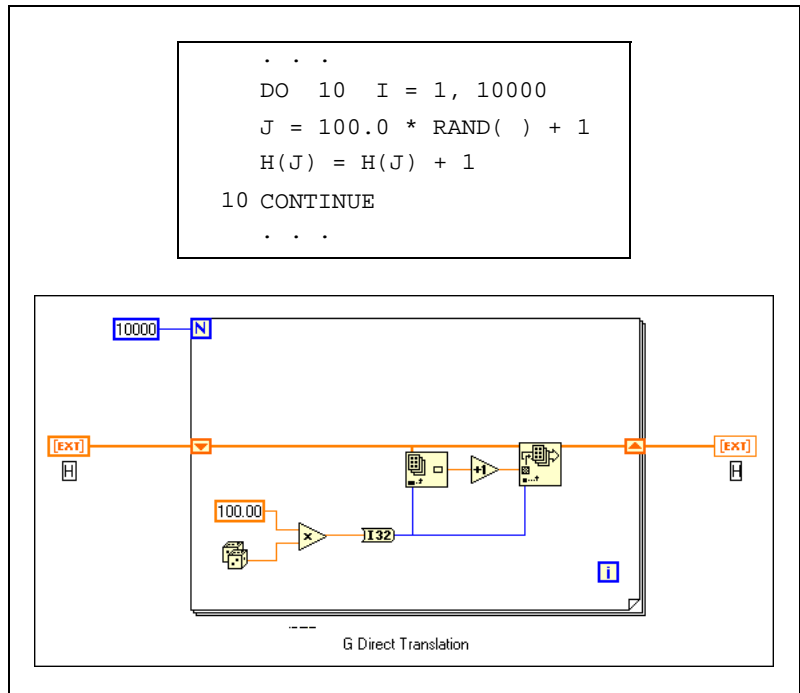 . . .
DO 10 I = 1, 10000
J = 100.0 * RAND( ) + 1
H(J) = H(J) + 1
10 CONTINUE
. . .
10000 N
[EXT] [EXT]
H H
+1
100.00
x I32
i
G Direct Translation